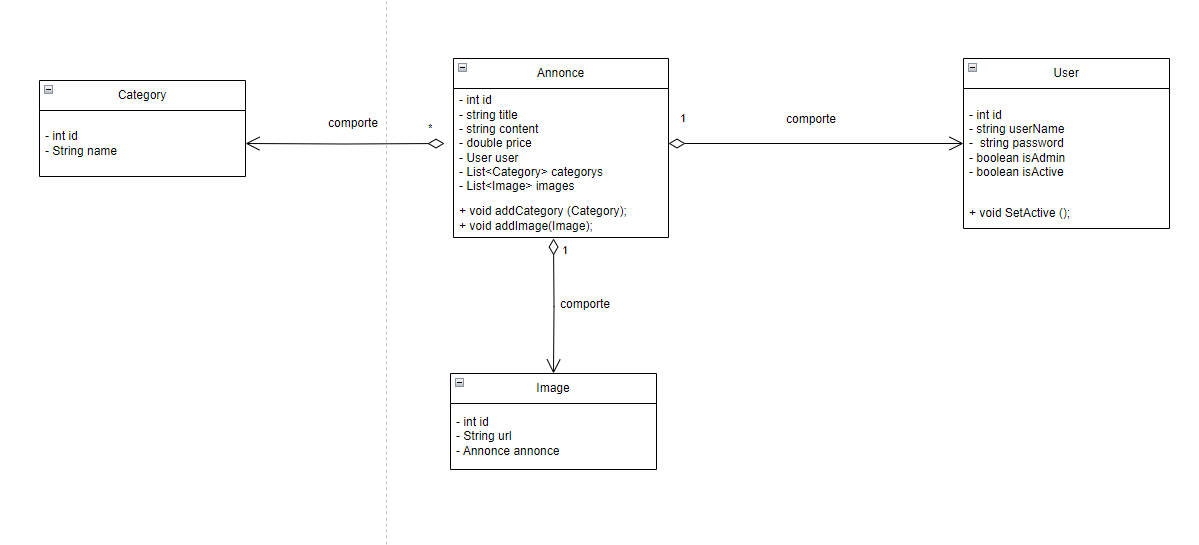 Category
- int id
- String name
comporte
*
Annonce
- int id
- string title
- string content
- double price
- User user
- List<Category> categorys
- List<Image> images
+ void addCategory (Category);
+ void addImage(Image);
1
comporte
User
- int id
- string userName
-  string password
- boolean isAdmin
- boolean isActive
+ void SetActive ();
1
comporte
Image
- int id
- String url
- Annonce annonce